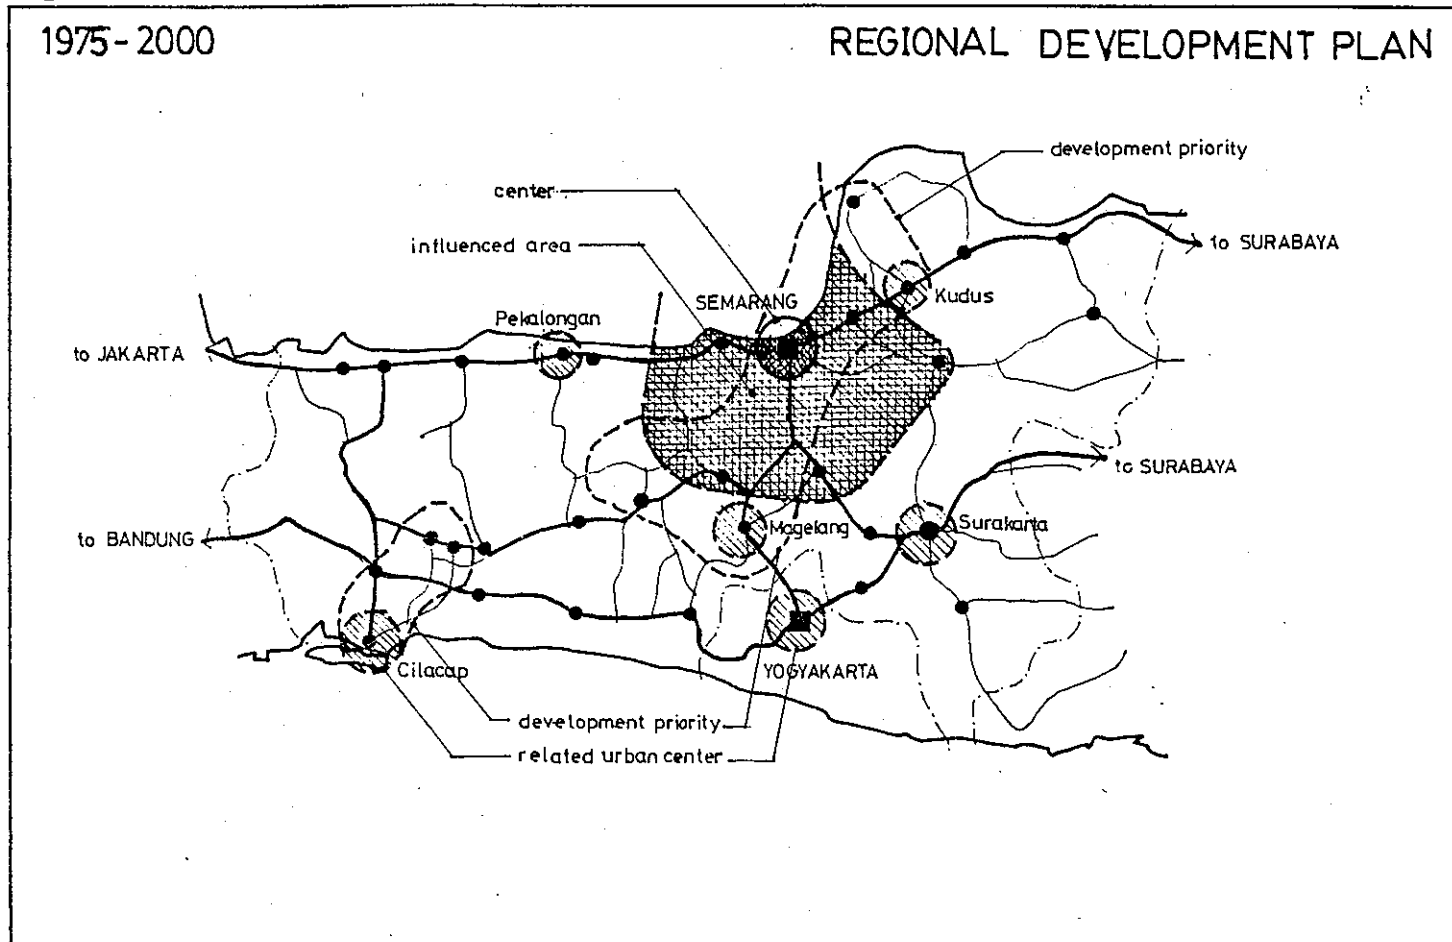 1975-2000
REGIONAL DEVELOPMENT PLAN
development priority
center
influenced area
to SURABAYA
SEMARANG
Kudus
Pekalongan
to JAKARTA
to SURABAYA
to BANDUNG
Magelang
Surakarta
Cilacap
YOGYAKARTA
development priority
related urban center